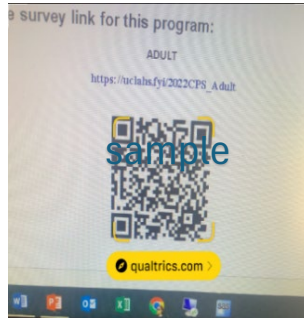 e survey link for this program:
ADULT
https://uclahs.fyi/2022CPS_Adult
sample
qualtrics.com